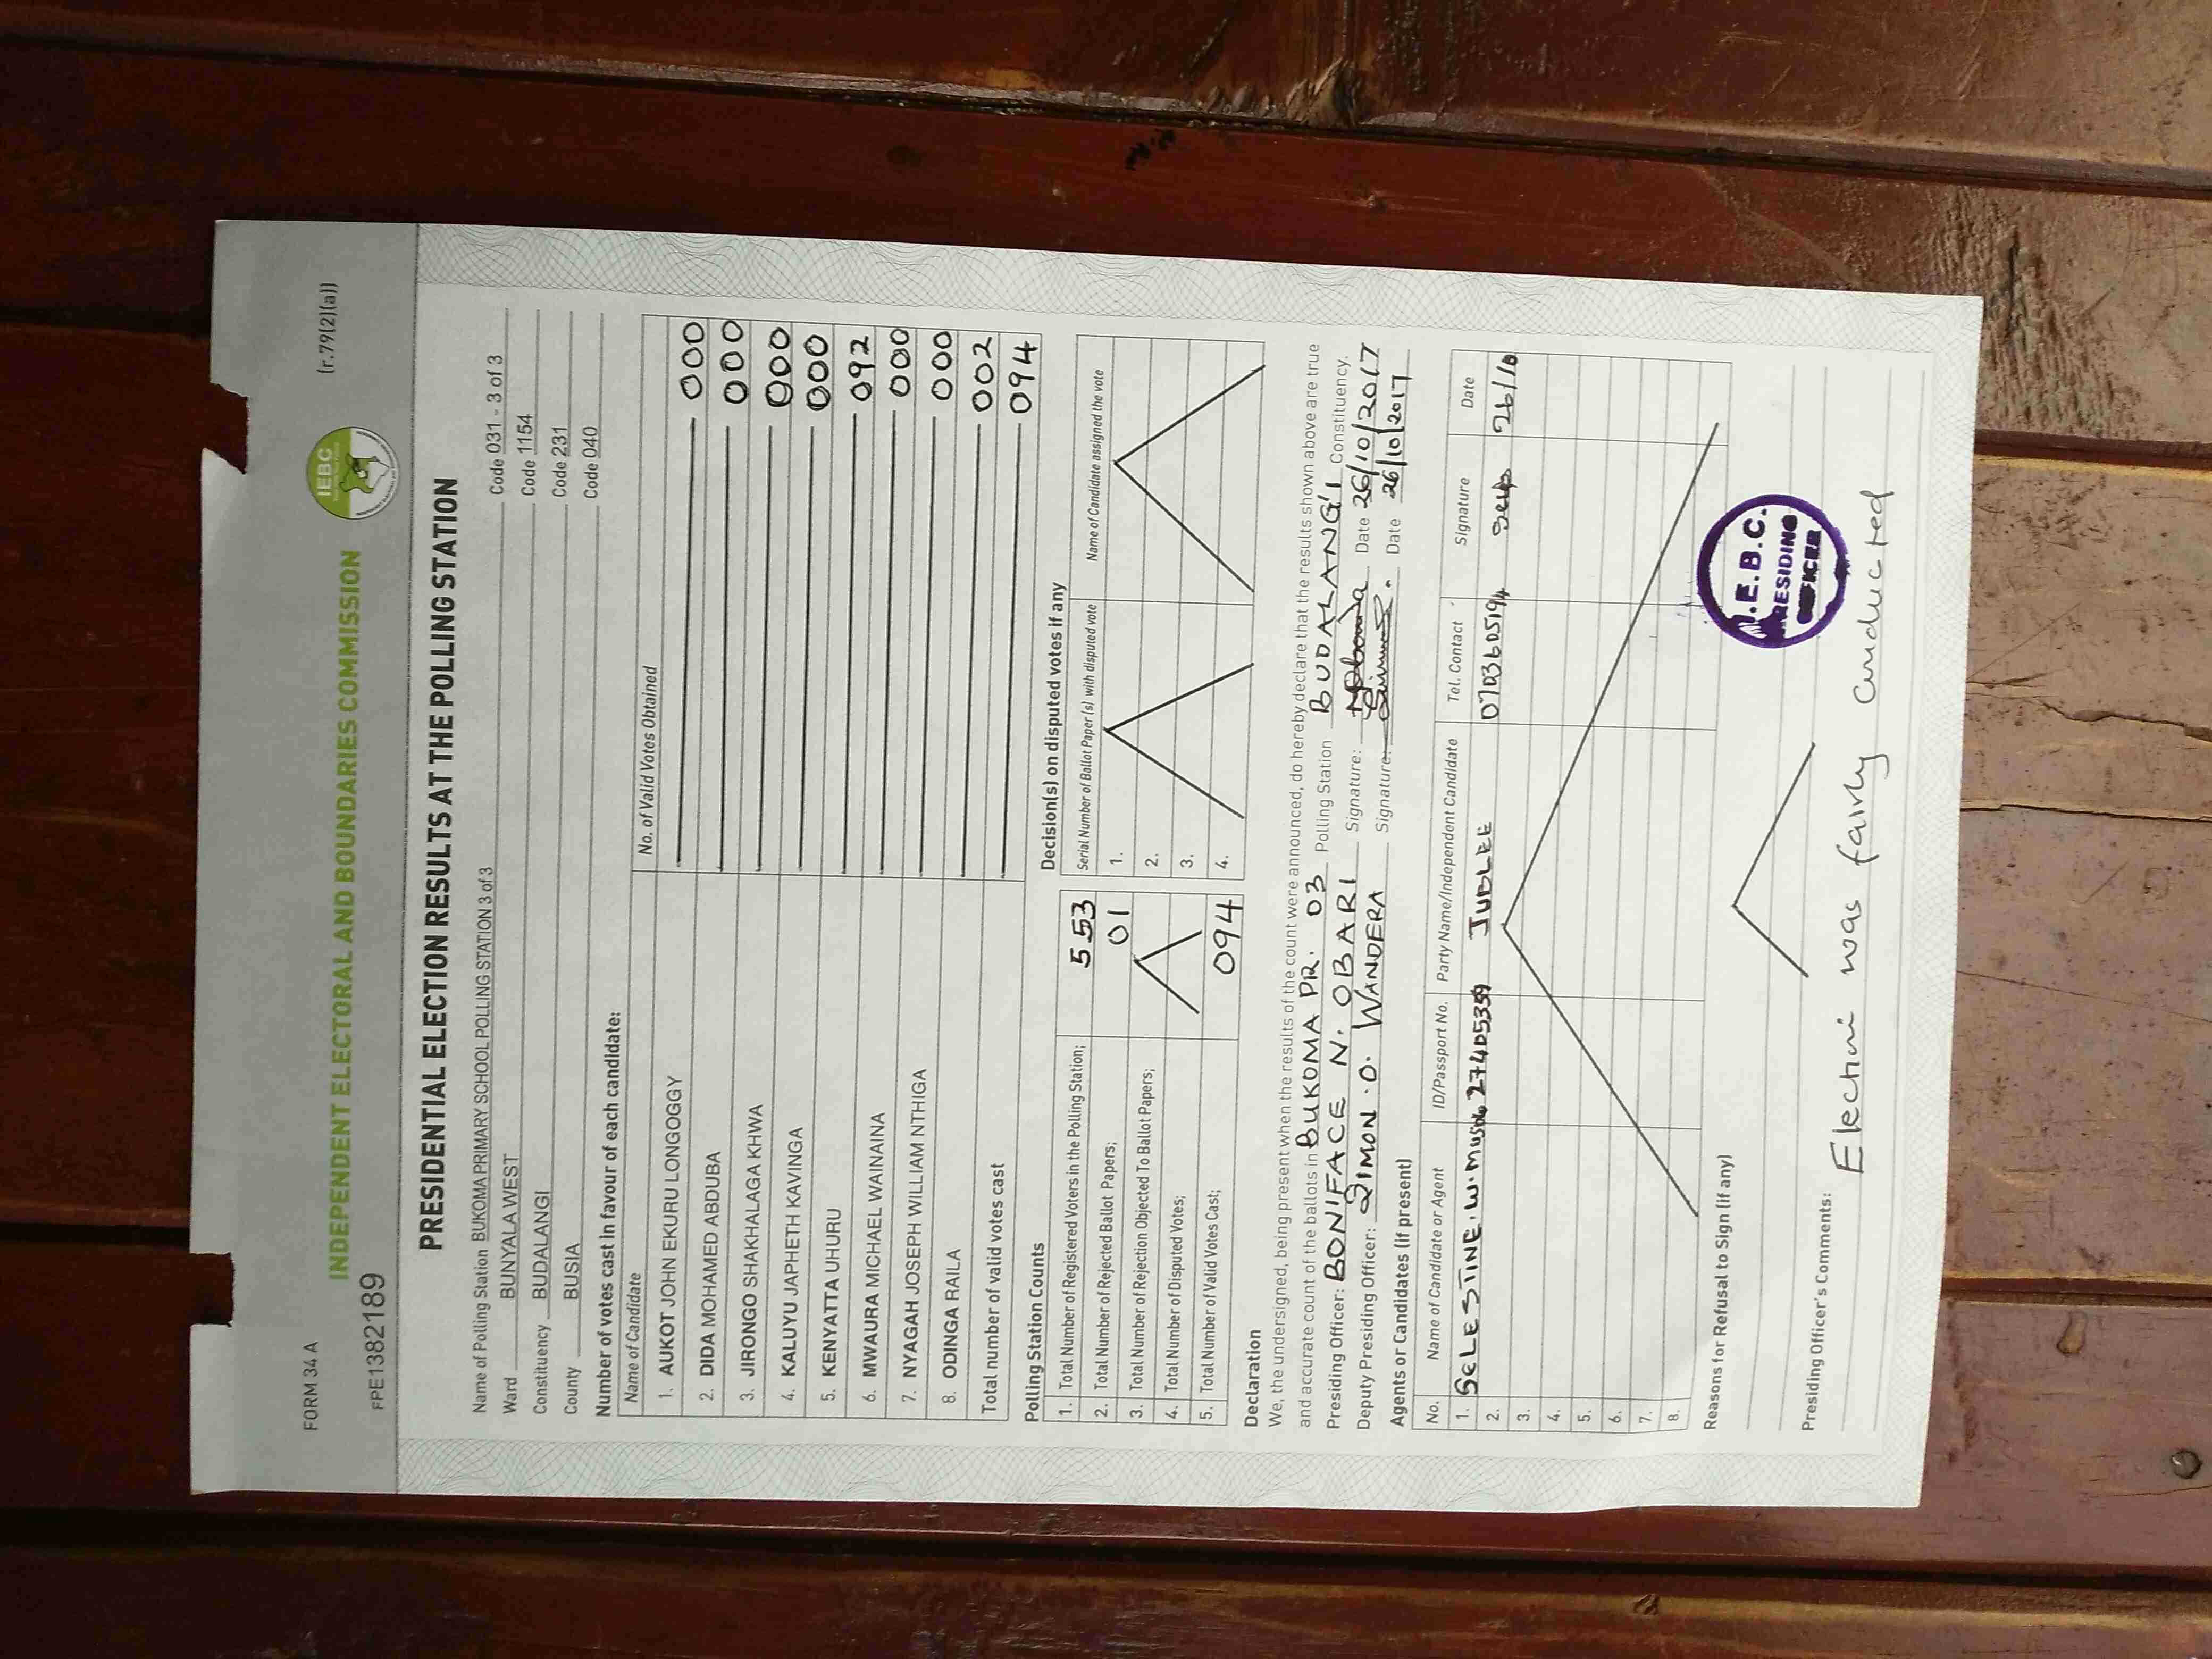 FORM 34 A (r.79(2)(a))
INDEPENDENT ELECTORAL AND BOUNDARIES COMMISSION
IEBC
FPE1382189
PRESIDENTIAL ELECTION RESULTS AT THE POLLING STATION
Name of Polling Station BUKOMA PRIMARY SCHOOL POLLING STATION 3 of 3 Code 031 - 3 of 3
Ward BUNYALA WEST Code 1154
Constituency BUDALANGI Code 231
County BUSIA Code 040
Number of votes cast in favour of each candidate:
Name of Candidate No. of Valid Votes Obtained
1. AUKOT JOHN EKURU LONGOGGY 000
2. DIDA MOHAMED ABDUBA 000
3. JIRONGO SHAKHALAGA KHWA 000
4. KALUYU JAPHETH KAVINGA 000
5. KENYATTA UHURU 092
6. MWAURA MICHAEL WAINAINA 000
7. NYAGAH JOSEPH WILLIAM NTHIGA 000
8. ODINGA RAILA 002
Total number of valid votes cast 094
Polling Station Counts
1. Total Number of Registered Voters in the Polling Station; 553
2. Total Number of Rejected Ballot Papers; 01
3. Total Number of Rejection Objected To Ballot Papers;
4. Total Number of Disputed Votes;
5. Total Number of Valid Votes Cast; 094
Decision(s) on disputed votes if any
Serial Number of Ballot Paper (s) with disputed vote Name of Candidate assigned the vote
1.
2.
3.
4.
Declaration
We, the undersigned, being present when the results of the count were announced, do hereby declare that the results shown above are true
and accurate count of the ballots in BUKOMA PR. 03 Polling Station BUDALANG'I Constituency.
Presiding Officer: BONIFACE N. OBARI Signature: Date 26/10/2017
Deputy Presiding Officer: SIMON .O. WANDERA Signature: Date 26/10/2017
Agents or Candidates (if present)
No. Name of Candidate or Agent ID/Passport No. Party Name/Independent Candidate Tel. Contact Signature Date
1. SELESTINE .W. 27405359 JUBLEE 0703605194 26/10
2.
3.
4.
5.
6.
7.
8.
Reasons for Refusal to Sign (if any)
I.E.B.C.
PRESIDING
OFFICER
Presiding Officer's Comments:
Election was fairly conducted